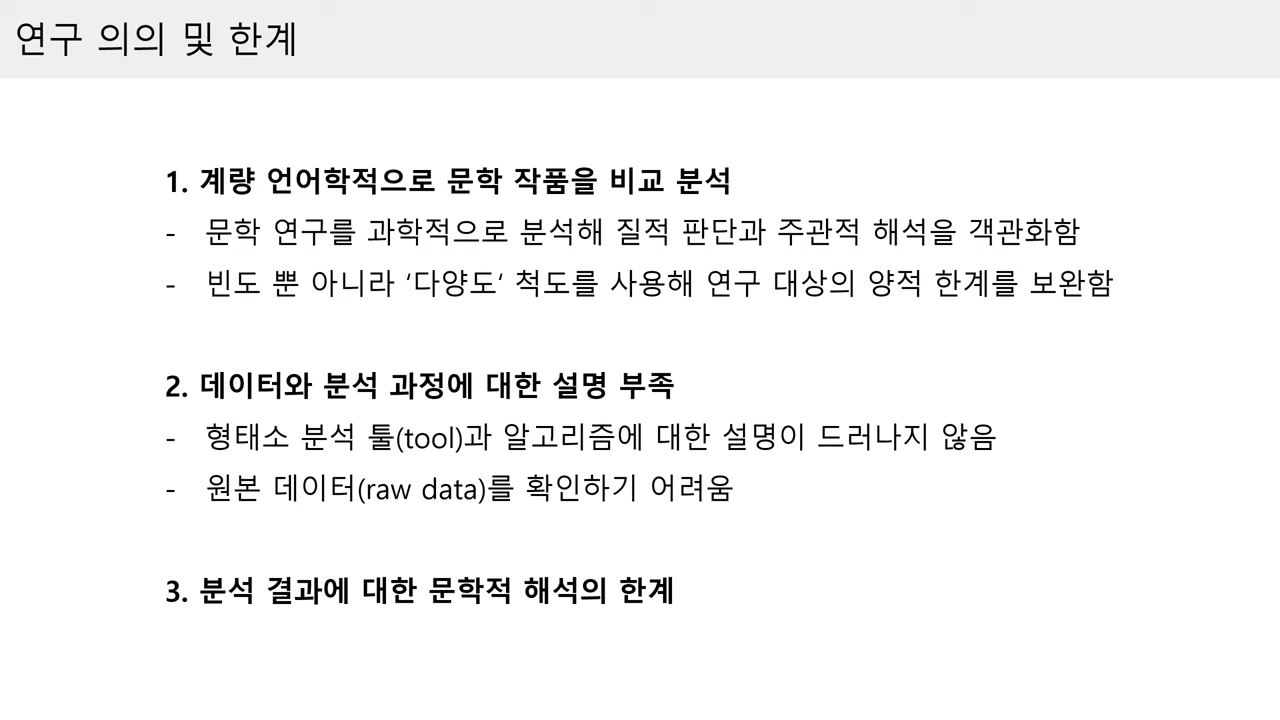 연구 의의 및 한계
1. 계량 언어학적으로 문학 작품을 비교 분석
- 문학 연구를 과학적으로 분석해 질적 판단과 주관적 해석을 객관화함
- 빈도 뿐 아니라 ‘다양도‘ 척도를 사용해 연구 대상의 양적 한계를 보완함
2. 데이터와 분석 과정에 대한 설명 부족
- 형태소 분석 툴(tool)과 알고리즘에 대한 설명이 드러나지 않음
- 원본 데이터(raw data)를 확인하기 어려움
3. 분석 결과에 대한 문학적 해석의 한계